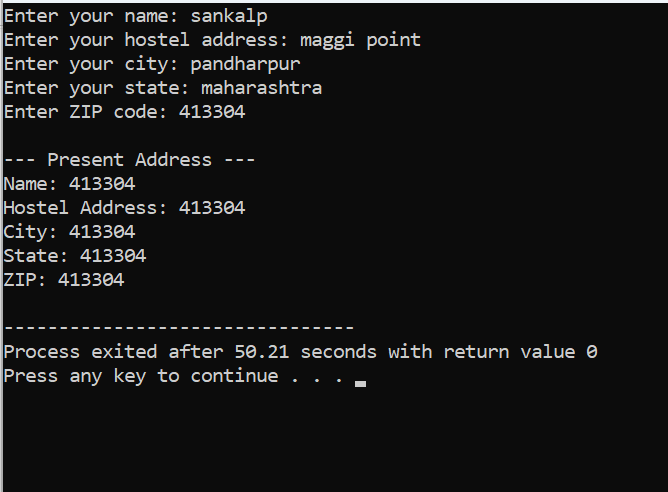 Enter your name: sankalp
Enter your hostel address: maggi point
Enter your city: pandharpur
Enter your state: maharashtra
Enter ZIP code: 413304
--- Present Address ---
Name: 413304
Hostel Address: 413304
City: 413304
State: 413304
ZIP: 413304
--------------------------------
Process exited after 50.21 seconds with return value 0
Press any key to continue . . .